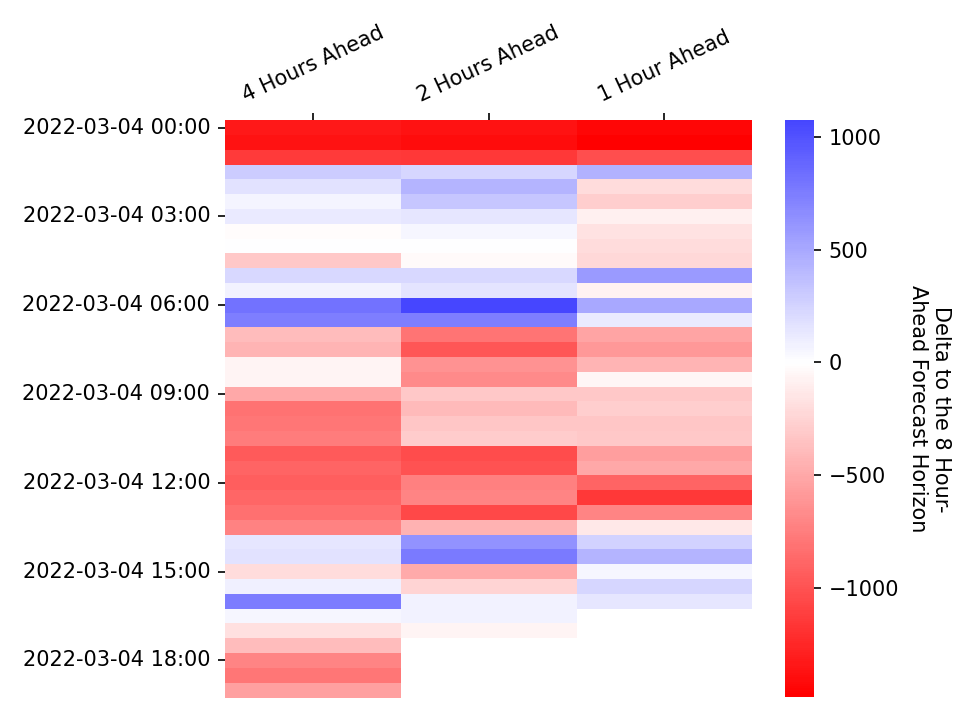 4 Hours Ahead
2 Hours Ahead
1 Hour Ahead
2022-03-04 00:00
2022-03-04 03:00
2022-03-04 06:00
2022-03-04 09:00
2022-03-04 12:00
2022-03-04 15:00
2022-03-04 18:00
1000
500
0
−500
−1000
Delta to the 8 Hour-
Ahead Forecast Horizon